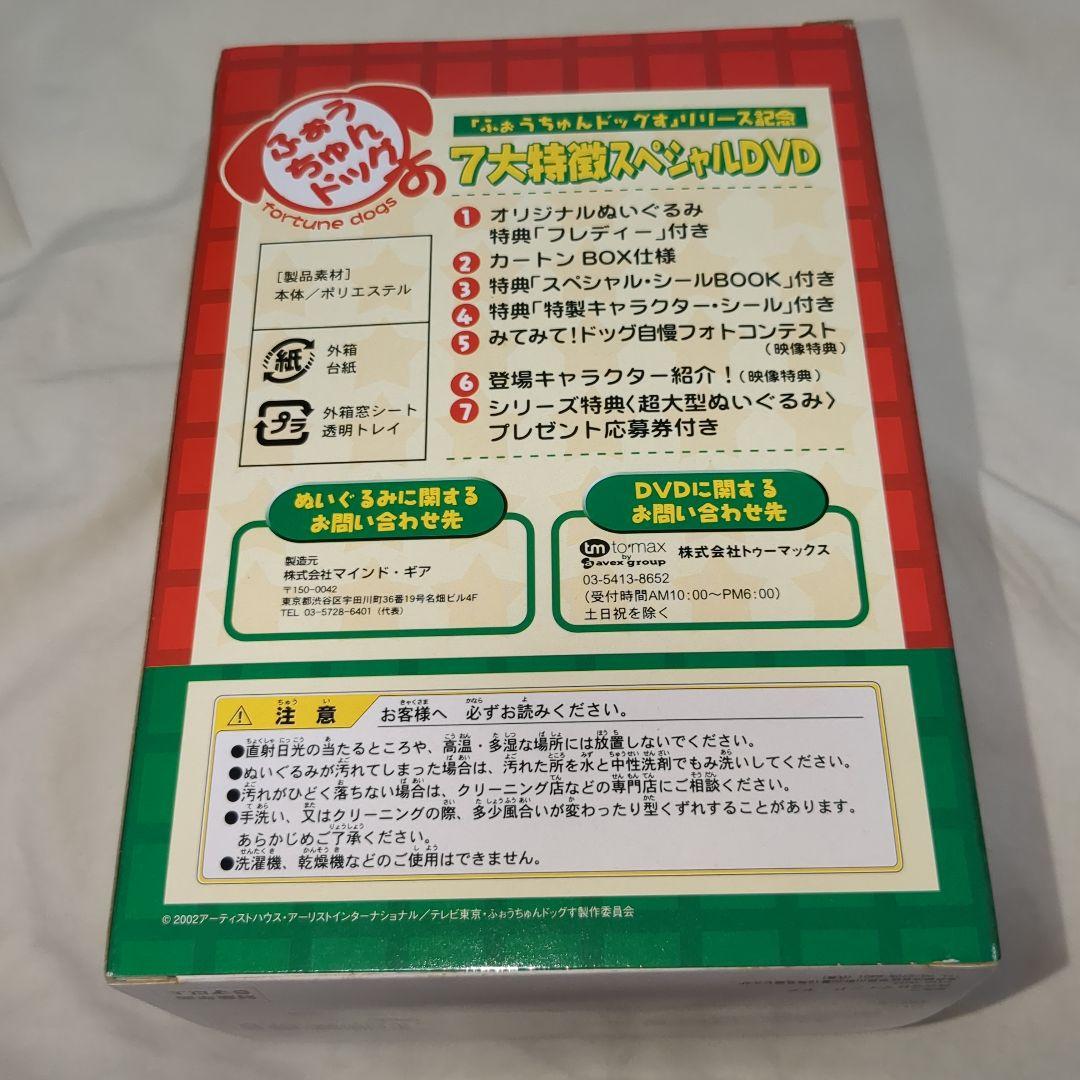 ふぉう
ちゅん
ドッグす
fortune dogs
「ふぉうちゅんドッグす」リリース記念
7大特徴スペシャルDVD
1 オリジナルぬいぐるみ
特典「フレディー」付き
2 カートンBOX仕様
3 特典「スペシャル・シールBOOK」付き
4 特典「特製キャラクター・シール」付き
5 みてみて!ドッグ自慢フォトコンテスト
(映像特典)
6 登場キャラクター紹介!(映像特典)
7 シリーズ特典〈超大型ぬいぐるみ〉
プレゼント応募券付き
[製品素材]
本体/ポリエステル
紙
外箱
台紙
プラ
外箱窓シート
透明トレイ
ぬいぐるみに関する
お問い合わせ先
製造元
株式会社マインド・ギア
〒150-0042
東京都渋谷区宇田川町36番19号名畑ビル4F
TEL 03-5728-6401(代表)
DVDに関する
お問い合わせ先
tm to・max
by
avex group
株式会社トゥーマックス
03-5413-8652
(受付時間AM10:00〜PM6:00)
土日祝を除く
注意 お客様へ 必ずお読みください。
●直射日光の当たるところや、高温・多湿な場所には放置しないでください。
●ぬいぐるみが汚れてしまった場合は、汚れた所を水と中性洗剤でもみ洗いしてください。
●汚れがひどく落ちない場合は、クリーニング店などの専門店にご相談ください。
●手洗い、又はクリーニングの際、多少風合いが変わったり型くずれすることがあります。
あらかじめご了承ください。
●洗濯機、乾燥機などのご使用はできません。
© 2002アーティストハウス・アーリストインターナショナル/テレビ東京・ふぉうちゅんドッグす製作委員会